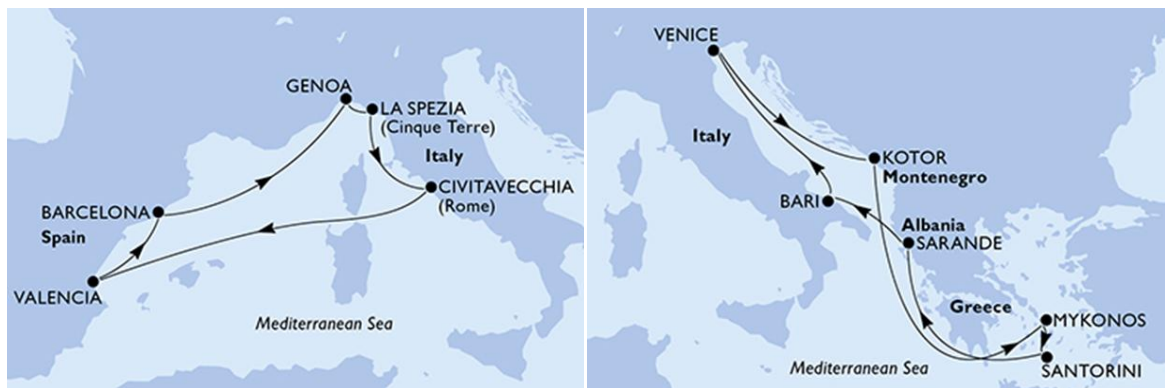 GENOA
LA SPEZIA
(Cinque Terre)
Italy
CIVITAVECCHIA
(Rome)
BARCELONA
Spain
VALENCIA
Mediterranean Sea
VENICE
Italy
KOTOR
Montenegro
BARI
Albania
SARANDE
Greece
MYKONOS
SANTORINI
Mediterranean Sea